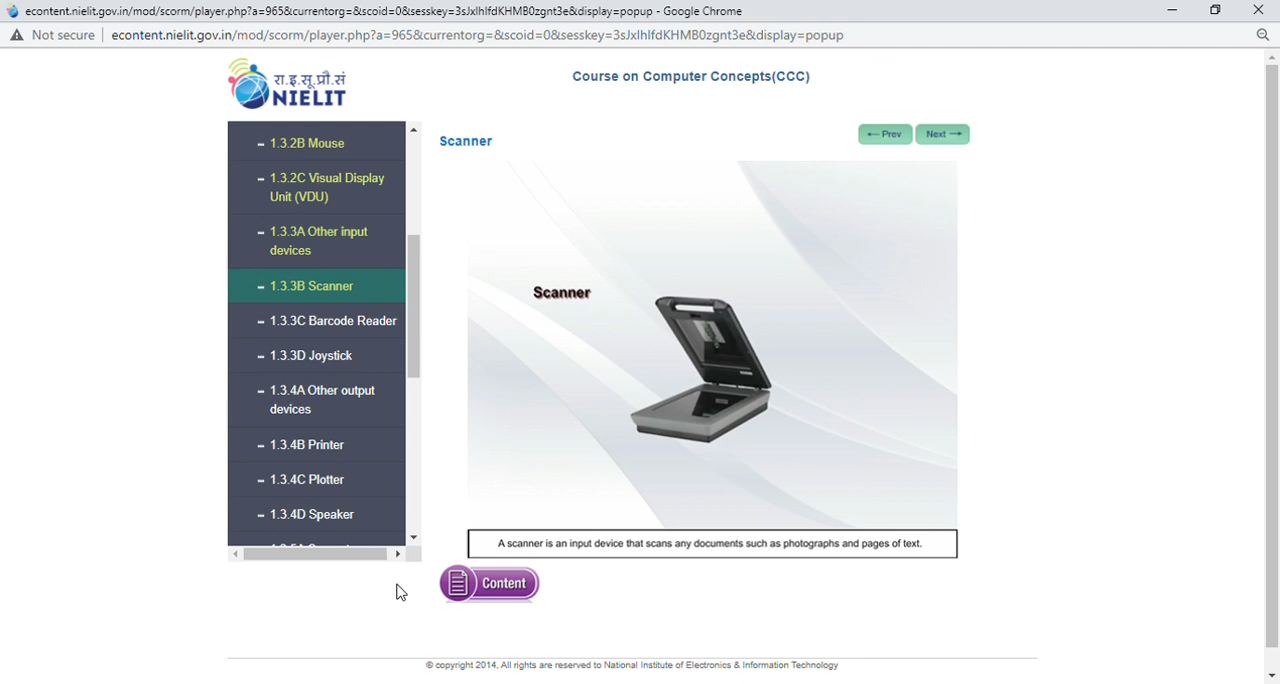 econtent.nielit.gov.in/mod/scorm/player.php?a=965&currentorg=&scoid=0&sesskey=3sJxlhlfdKHMB0zgnt3e&display=popup - Google Chrome
Not secure econtent.nielit.gov.in/mod/scorm/player.php?a=965&currentorg=&scoid=0&sesskey=3sJxlhlfdKHMB0zgnt3e&display=popup
रा.इ.सू.प्रौ.सं
NIELIT
Course on Computer Concepts(CCC)
1.3.2B Mouse
1.3.2C Visual Display
Unit (VDU)
1.3.3A Other input
devices
1.3.3B Scanner
1.3.3C Barcode Reader
1.3.3D Joystick
1.3.4A Other output
devices
1.3.4B Printer
1.3.4C Plotter
1.3.4D Speaker
Scanner
← Prev
Next →
Scanner
A scanner is an input device that scans any documents such as photographs and pages of text.
Content
© copyright 2014, All rights are reserved to National Institute of Electronics & Information Technology